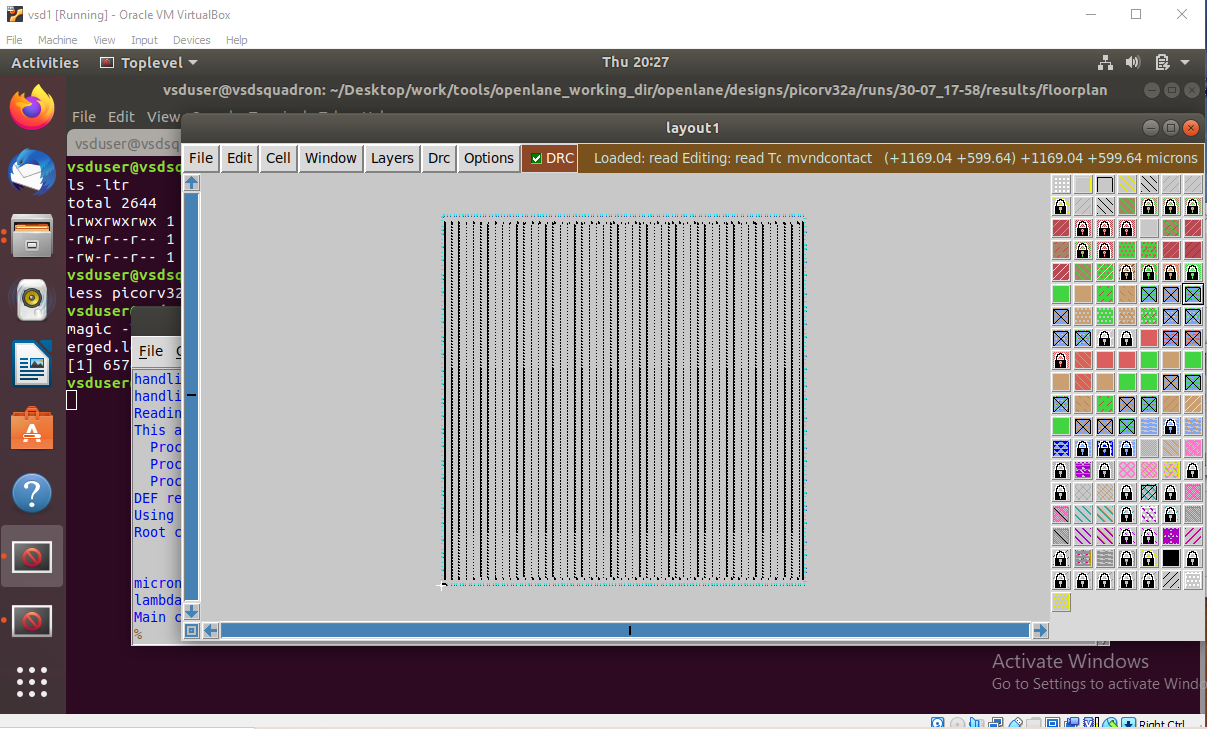 vsd1 [Running] - Oracle VM VirtualBox
File Machine View Input Devices Help
Activities Toplevel Thu 20:27
vsduser@vsdsquadron: ~/Desktop/work/tools/openlane_working_dir/openlane/designs/picorv32a/runs/30-07_17-58/results/floorplan
File Edit View
layout1
vsduser@vsdsq
File Edit Cell Window Layers Drc Options DRC Loaded: read Editing: read To mvndcontact (+1169.04 +599.64) +1169.04 +599.64 microns
vsduser@vsdsq
ls -ltr
total 2644
lrwxrwxrwx 1
-rw-r--r-- 1
-rw-r--r-- 1
vsduser@vsdsq
less picorv32
vsduser
magic -
erged.l
[1] 657
vsduser
File
handli
handli
Readin
This a
Proc
Proc
Proc
DEF re
Using
Root c
micron
lambda
Main c
%
Activate Windows
Go to Settings to activate Windo
Right Ctrl